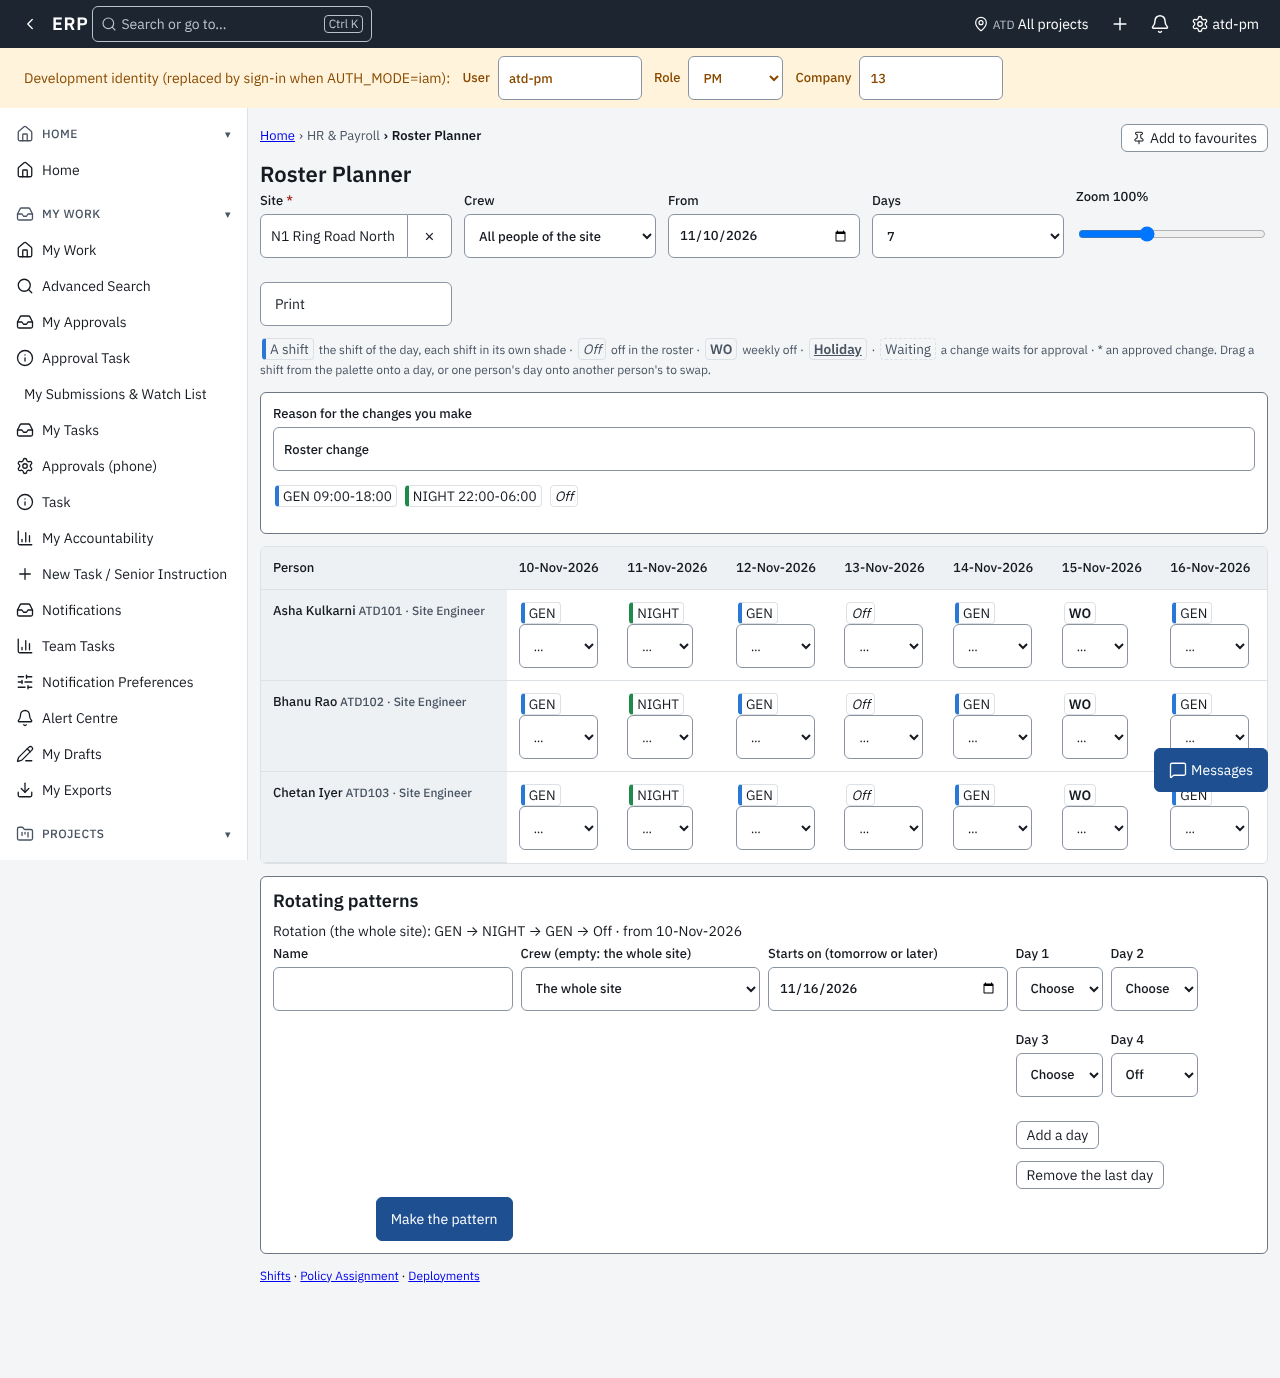 ERP
Search or go to...
Ctrl K
ATD All projects
atd-pm
Development identity (replaced by sign-in when AUTH_MODE=iam):
User
atd-pm
Role
PM
Company
13
HOME
Home
MY WORK
My Work
Advanced Search
My Approvals
Approval Task
My Submissions & Watch List
My Tasks
Approvals (phone)
Task
My Accountability
New Task / Senior Instruction
Notifications
Team Tasks
Notification Preferences
Alert Centre
My Drafts
My Exports
PROJECTS
Home › HR & Payroll › Roster Planner
Add to favourites
Roster Planner
Site *
N1 Ring Road North
×
Crew
All people of the site
From
11/10/2026
Days
7
Zoom 100%
Print
A shift the shift of the day, each shift in its own shade · Off off in the roster · WO weekly off · Holiday · Waiting a change waits for approval · * an approved change. Drag a
shift from the palette onto a day, or one person's day onto another person's to swap.
Reason for the changes you make
Roster change
GEN 09:00-18:00 NIGHT 22:00-06:00 Off
Person 10-Nov-2026 11-Nov-2026 12-Nov-2026 13-Nov-2026 14-Nov-2026 15-Nov-2026 16-Nov-2026
Asha Kulkarni ATD101 · Site Engineer GEN NIGHT GEN Off GEN WO GEN
... ... ... ... ... ... ...
Bhanu Rao ATD102 · Site Engineer GEN NIGHT GEN Off GEN WO GEN
... ... ... ... ... ... ...
Messages
Chetan Iyer ATD103 · Site Engineer GEN NIGHT GEN Off GEN WO GEN
... ... ... ... ... ... ...
Rotating patterns
Rotation (the whole site): GEN → NIGHT → GEN → Off · from 10-Nov-2026
Name
Crew (empty: the whole site)
The whole site
Starts on (tomorrow or later)
11/16/2026
Day 1
Choose
Day 2
Choose
Day 3
Choose
Day 4
Off
Add a day
Remove the last day
Make the pattern
Shifts · Policy Assignment · Deployments